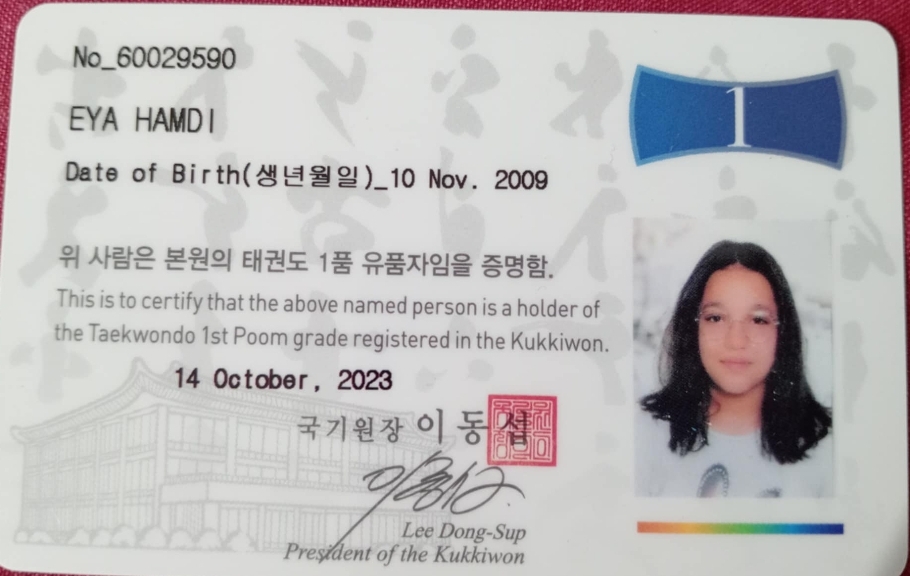 No_60029590
1
EYA HAMDI
Date of Birth(생년월일)_10 Nov. 2009
위 사람은 본원의 태권도 1품 유품자임을 증명함.
This is to certify that the above named person is a holder of
the Taekwondo 1st Poom grade registered in the Kukkiwon.
14 October, 2023
국기원장 이 동 섭
Lee Dong-Sup
President of the Kukkiwon